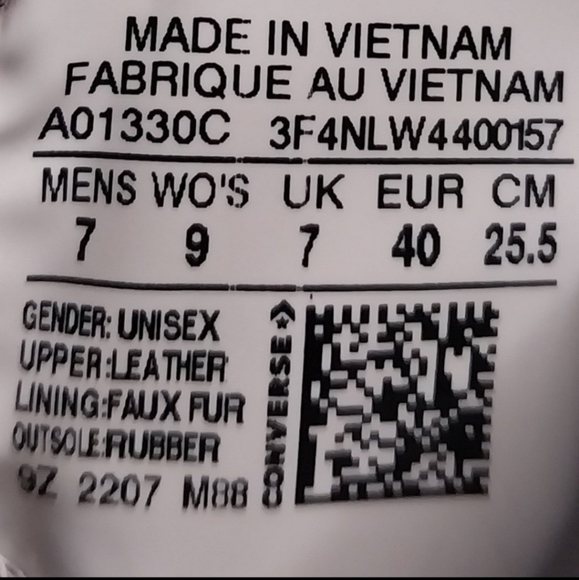 MADE IN VIETNAM
FABRIQUE AU VIETNAM
A01330C 3F4NLW4400157
MENS WO'S UK EUR CM
7 9 7 40 25.5
GENDER: UNISEX
UPPER:LEATHER
LINING:FAUX FUR
OUTSOLE:RUBBER
9Z 2207 M88
CONVERSE